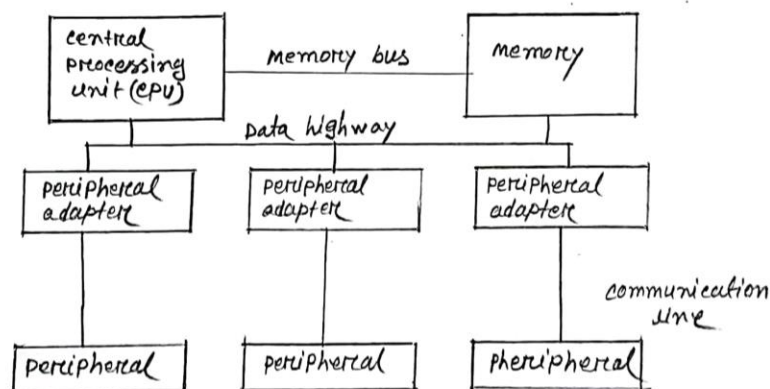 central
processing
unit (CPU)
Memory bus
Memory
Data highway
peripheral
adapter
peripheral
adapter
peripheral
adapter
communication
line
peripheral
peripheral
pheripheral